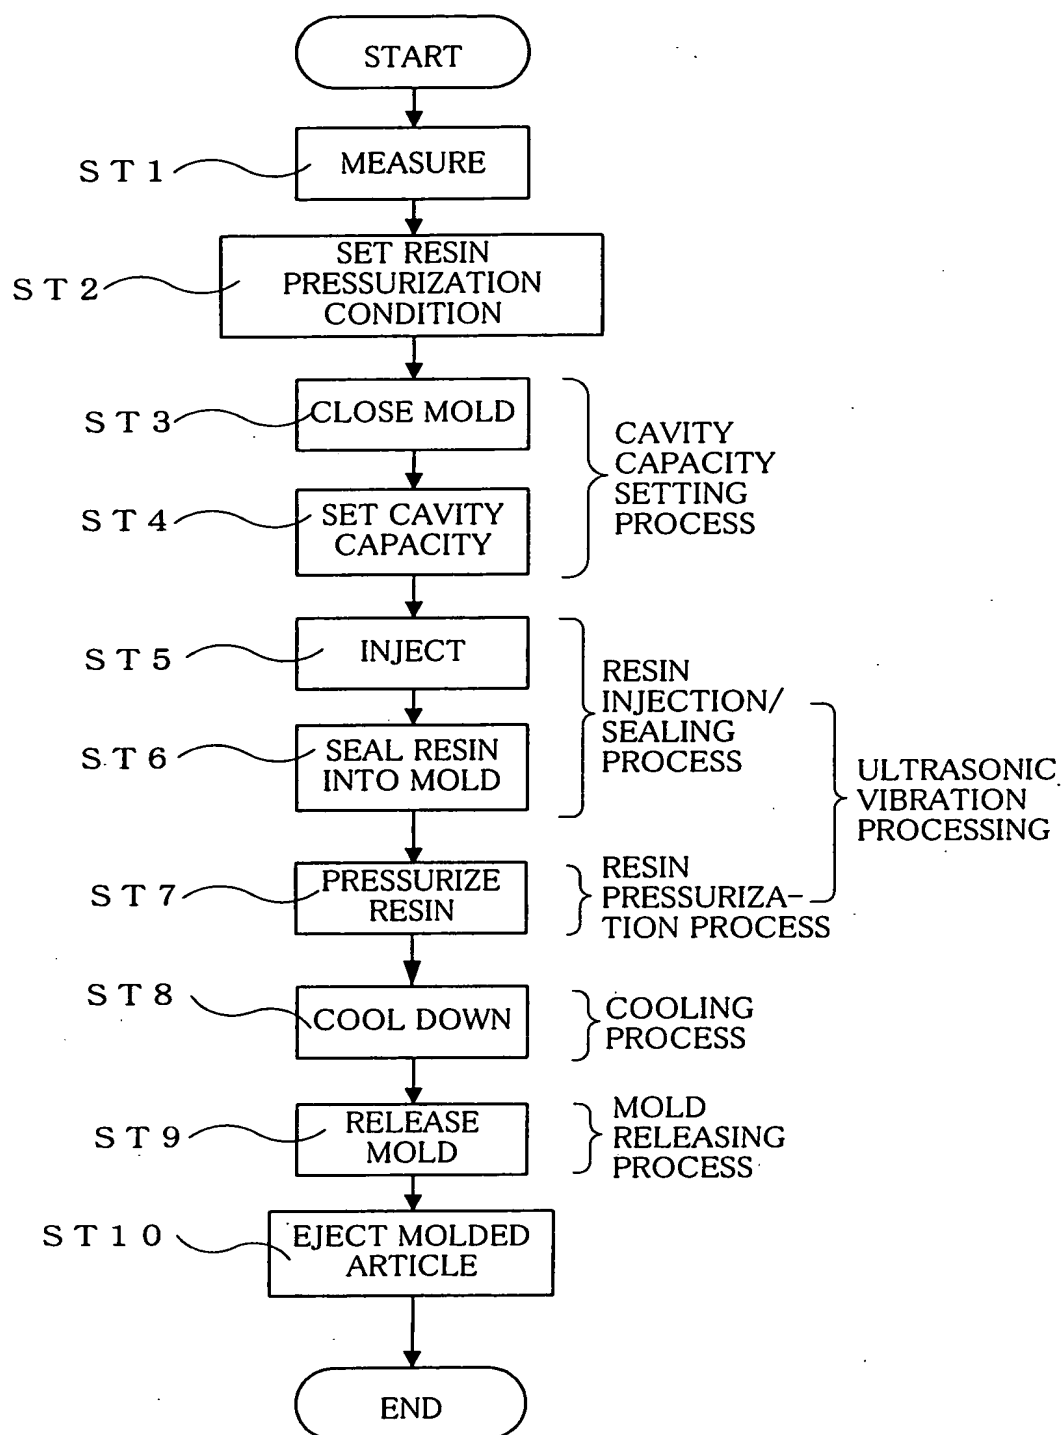 START
ST1
MEASURE
ST2
SET RESIN
PRESSURIZATION
CONDITION
ST3
CLOSE MOLD
ST4
SET CAVITY
CAPACITY
CAVITY
CAPACITY
SETTING
PROCESS
ST5
INJECT
ST6
SEAL RESIN
INTO MOLD
RESIN
INJECTION/
SEALING
PROCESS
ST7
PRESSURIZE
RESIN
RESIN
PRESSURIZA-
TION PROCESS
ULTRASONIC
VIBRATION
PROCESSING
ST8
COOL DOWN
COOLING
PROCESS
ST9
RELEASE
MOLD
MOLD
RELEASING
PROCESS
ST10
EJECT MOLDED
ARTICLE
END